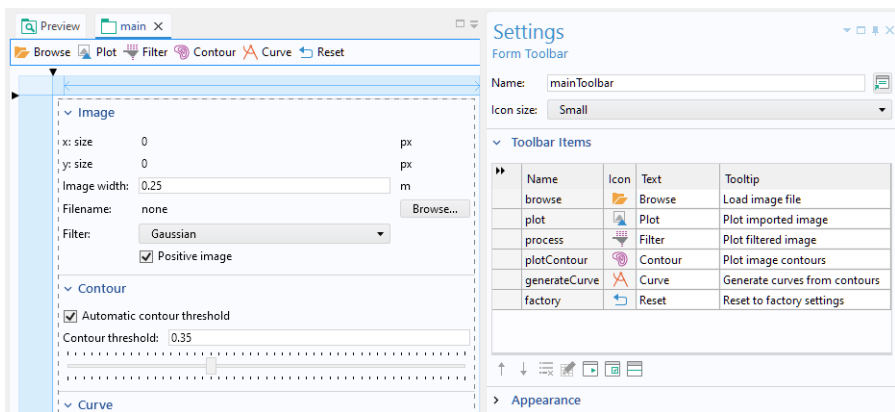 Preview main
Browse Plot Filter Contour Curve Reset
Image
x: size 0 px
y: size 0 px
Image width: 0.25 m
Filename: none Browse...
Filter: Gaussian
Positive image
Contour
Automatic contour threshold
Contour threshold: 0.35
Curve
Settings
Form Toolbar
Name: mainToolbar
Icon size: Small
Toolbar Items
Name Icon Text Tooltip
browse Browse Load image file
plot Plot Plot imported image
process Filter Plot filtered image
plotContour Contour Plot image contours
generateCurve Curve Generate curves from contours
factory Reset Reset to factory settings
Appearance